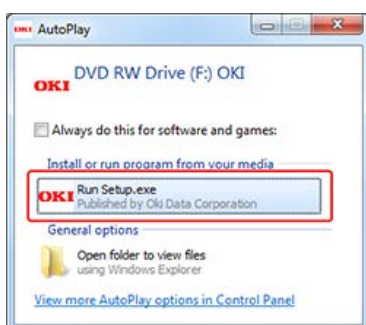 OKI AutoPlay
OKI DVD RW Drive (F:) OKI
Always do this for software and games:
Install or run program from your media
OKI Run Setup.exe
Published by Oki Data Corporation
General options
Open folder to view files
using Windows Explorer
View more AutoPlay options in Control Panel